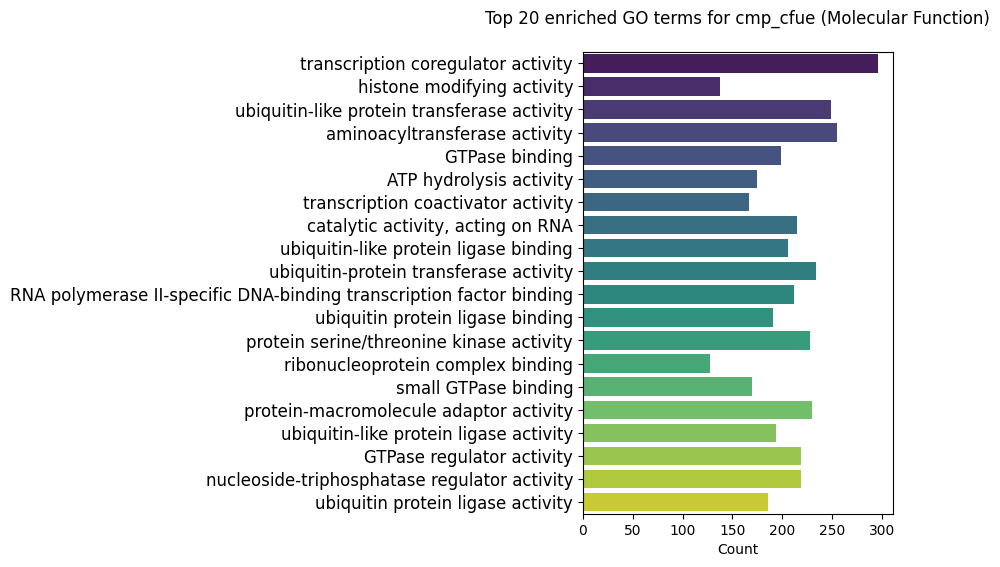 Top 20 enriched GO terms for cmp_cfue (Molecular Function)
transcription coregulator activity
histone modifying activity
ubiquitin-like protein transferase activity
aminoacyltransferase activity
GTPase binding
ATP hydrolysis activity
transcription coactivator activity
catalytic activity, acting on RNA
ubiquitin-like protein ligase binding
ubiquitin-protein transferase activity
RNA polymerase II-specific DNA-binding transcription factor binding
ubiquitin protein ligase binding
protein serine/threonine kinase activity
ribonucleoprotein complex binding
small GTPase binding
protein-macromolecule adaptor activity
ubiquitin-like protein ligase activity
GTPase regulator activity
nucleoside-triphosphatase regulator activity
ubiquitin protein ligase activity
0 50 100 150 200 250 300
Count